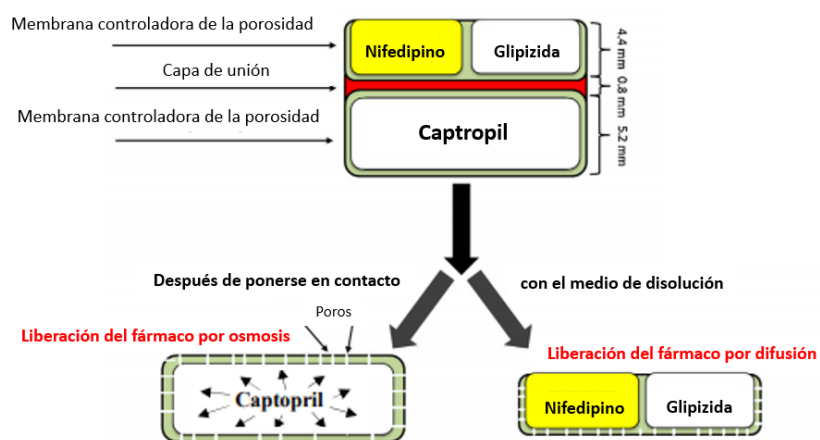 Membrana controladora de la porosidad
Nifedipino
Glipizida
4.4 mm
Capa de unión
0.8 mm
Membrana controladora de la porosidad
Captropil
5.2 mm
Después de ponerse en contacto
con el medio de disolución
Poros
Liberación del fármaco por osmosis
Liberación del fármaco por difusión
Captopril
Nifedipino
Glipizida